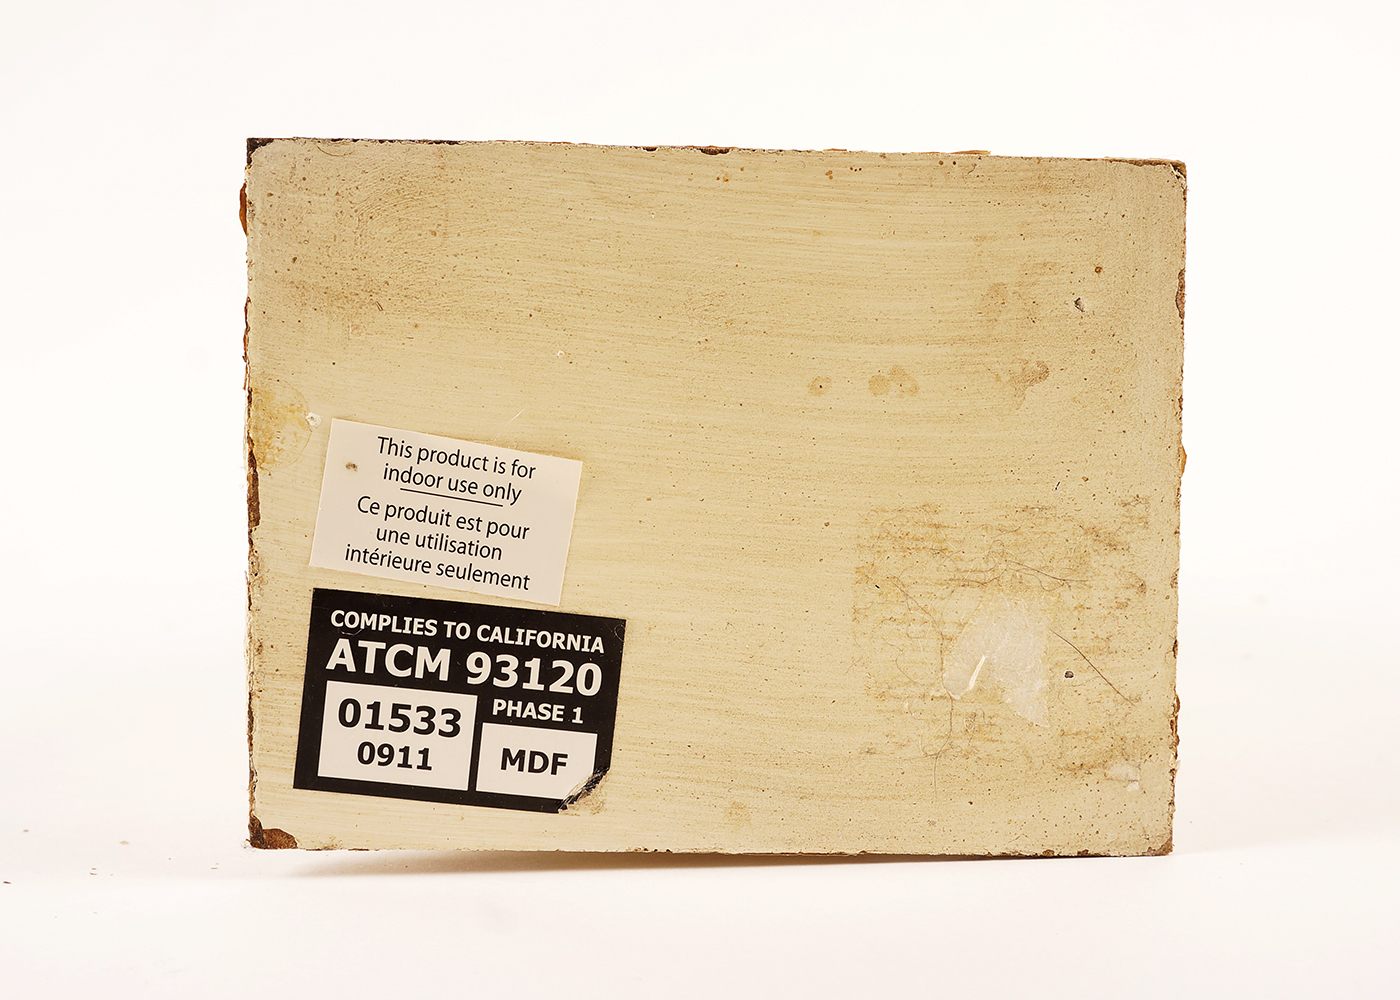 This product is for
indoor use only
Ce produit est pour
une utilisation
intérieure seulement
COMPLIES TO CALIFORNIA
ATCM 93120
01533
0911
PHASE 1
MDF